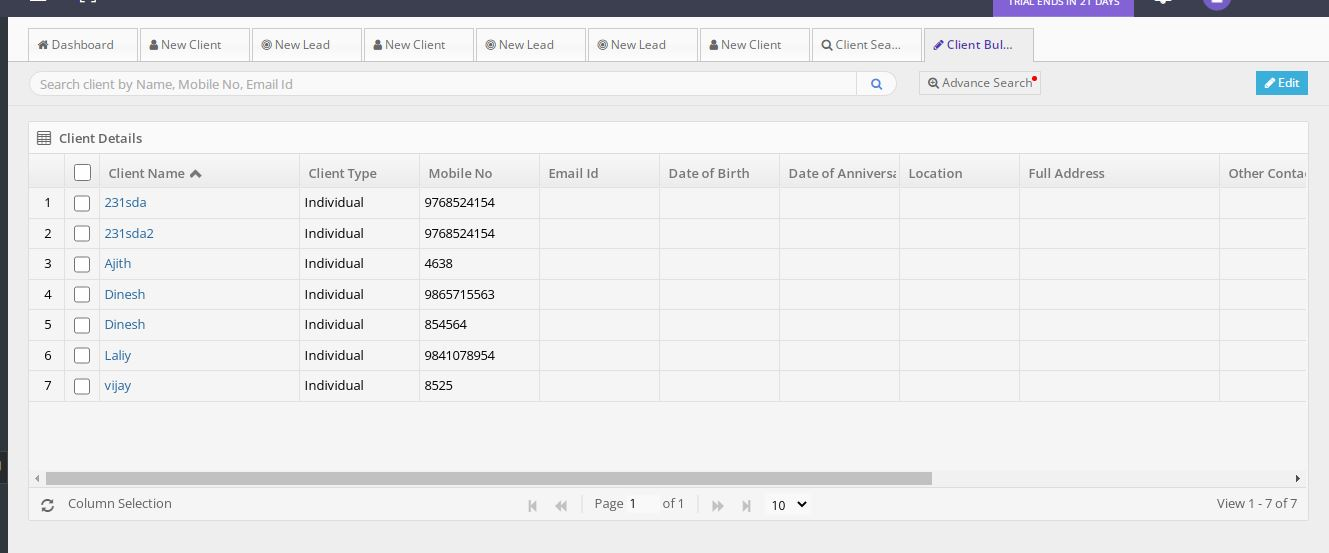 TRIAL ENDS IN 21 DAYS
Dashboard New Client New Lead New Client New Lead New Lead New Client Client Sea... Client Bul...
Search client by Name, Mobile No, Email Id Advance Search Edit
Client Details
Client Name Client Type Mobile No Email Id Date of Birth Date of Anniversa Location Full Address Other Conta
1 231sda Individual 9768524154
2 231sda2 Individual 9768524154
3 Ajith Individual 4638
4 Dinesh Individual 9865715563
5 Dinesh Individual 854564
6 Laliy Individual 9841078954
7 vijay Individual 8525
Column Selection Page 1 of 1 10 View 1 - 7 of 7